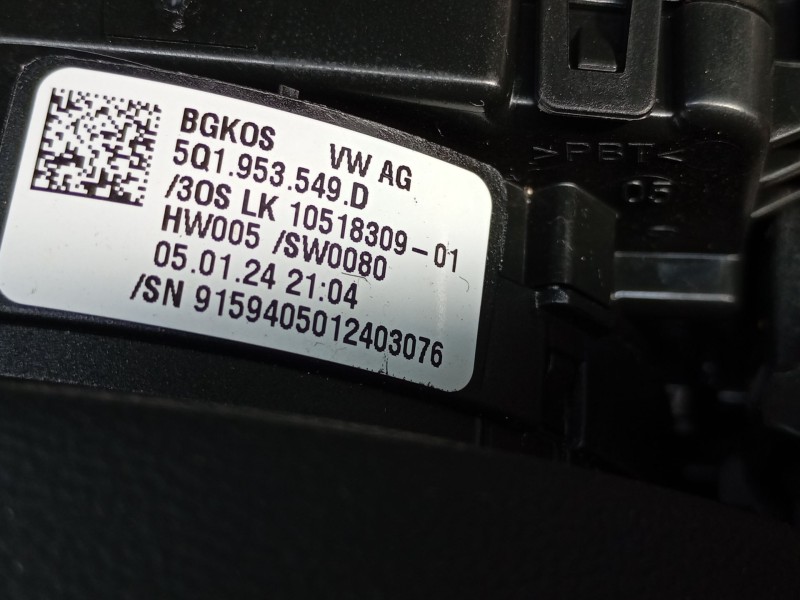 BGKOS VW AG
5Q1.953.549.D
/3OS LK 10518309-01
HW005 /SW0080
05.01.24 21:04
/SN 9159405012403076
>PBT<
05